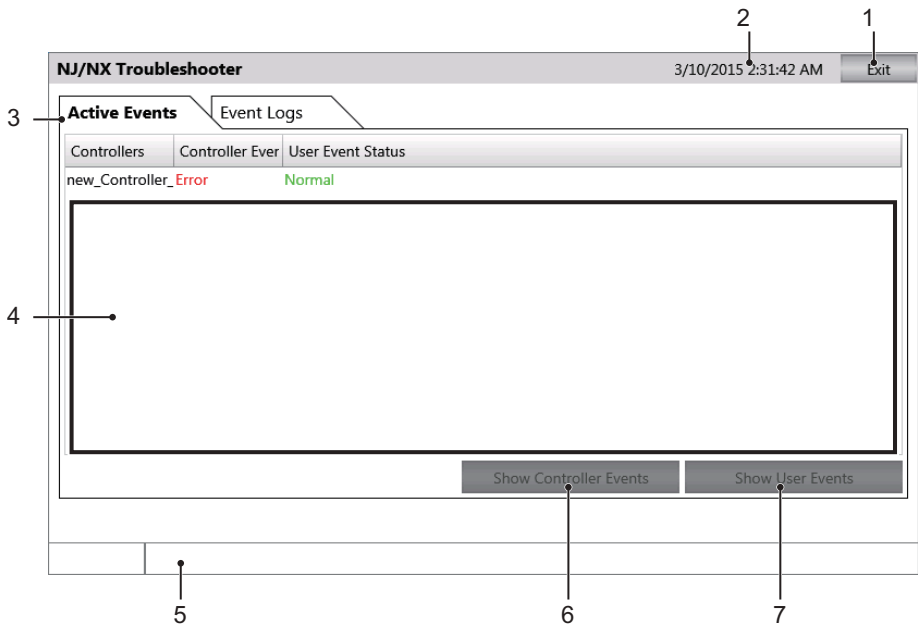 2 1
NJ/NX Troubleshooter 3/10/2015 2:31:42 AM Exit
3 Active Events Event Logs
Controllers Controller Ever User Event Status
new_Controller_ Error Normal
4
Show Controller Events Show User Events
5 6 7